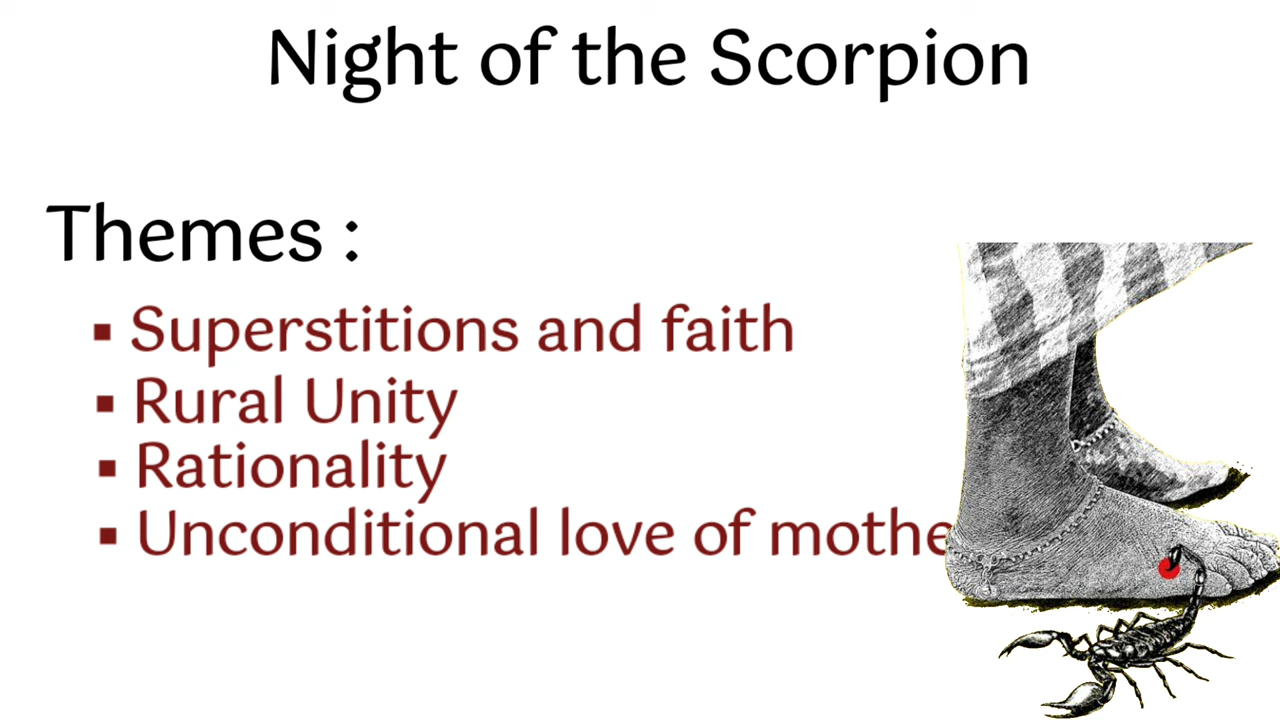 Night of the Scorpion
Themes :
▪ Superstitions and faith
▪ Rural Unity
▪ Rationality
▪ Unconditional love of mothe